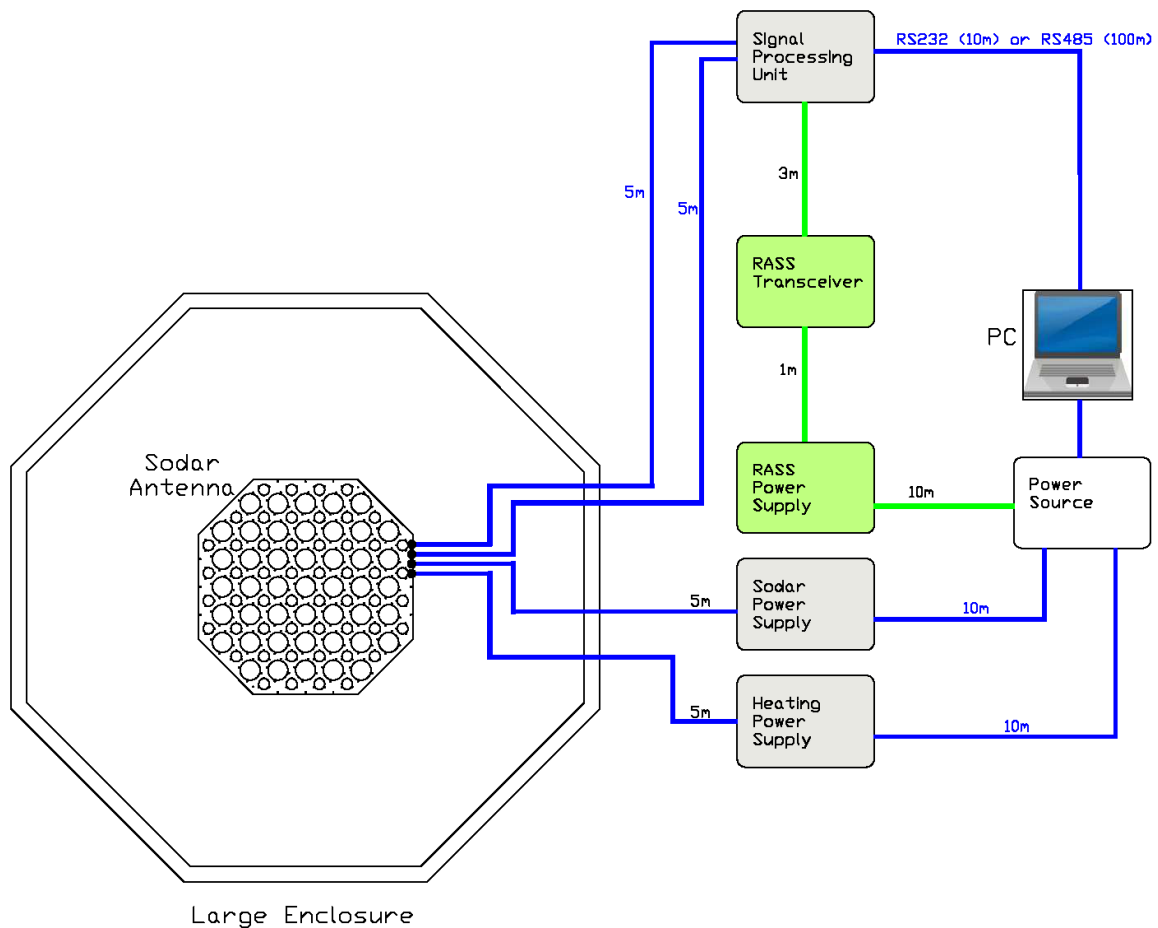 Signal
Processing
Unit
RS232 (10m) or RS485 (100m)
5m
5m
3m
RASS
Transceiver
PC
1m
Sodar
Antenna
RASS
Power
Supply
10m
Power
Source
5m
Sodar
Power
Supply
10m
5m
Heating
Power
Supply
10m
Large Enclosure